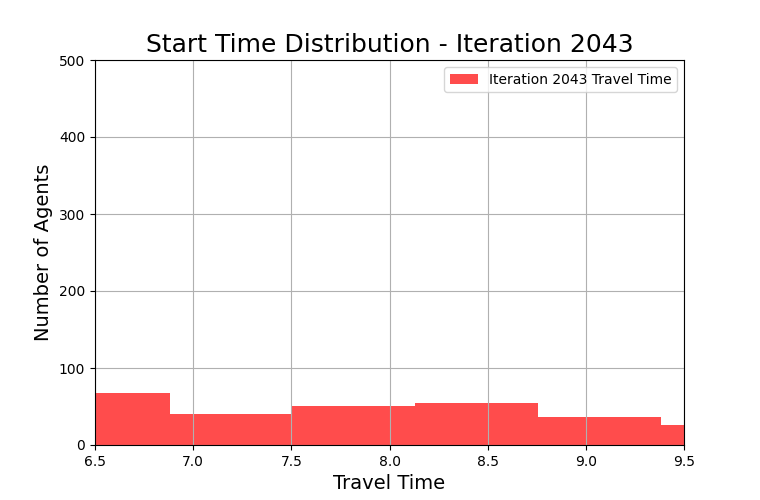 Start Time Distribution - Iteration 2043
Iteration 2043 Travel Time
Number of Agents
500
400
300
200
100
0
6.5 7.0 7.5 8.0 8.5 9.0 9.5
Travel Time